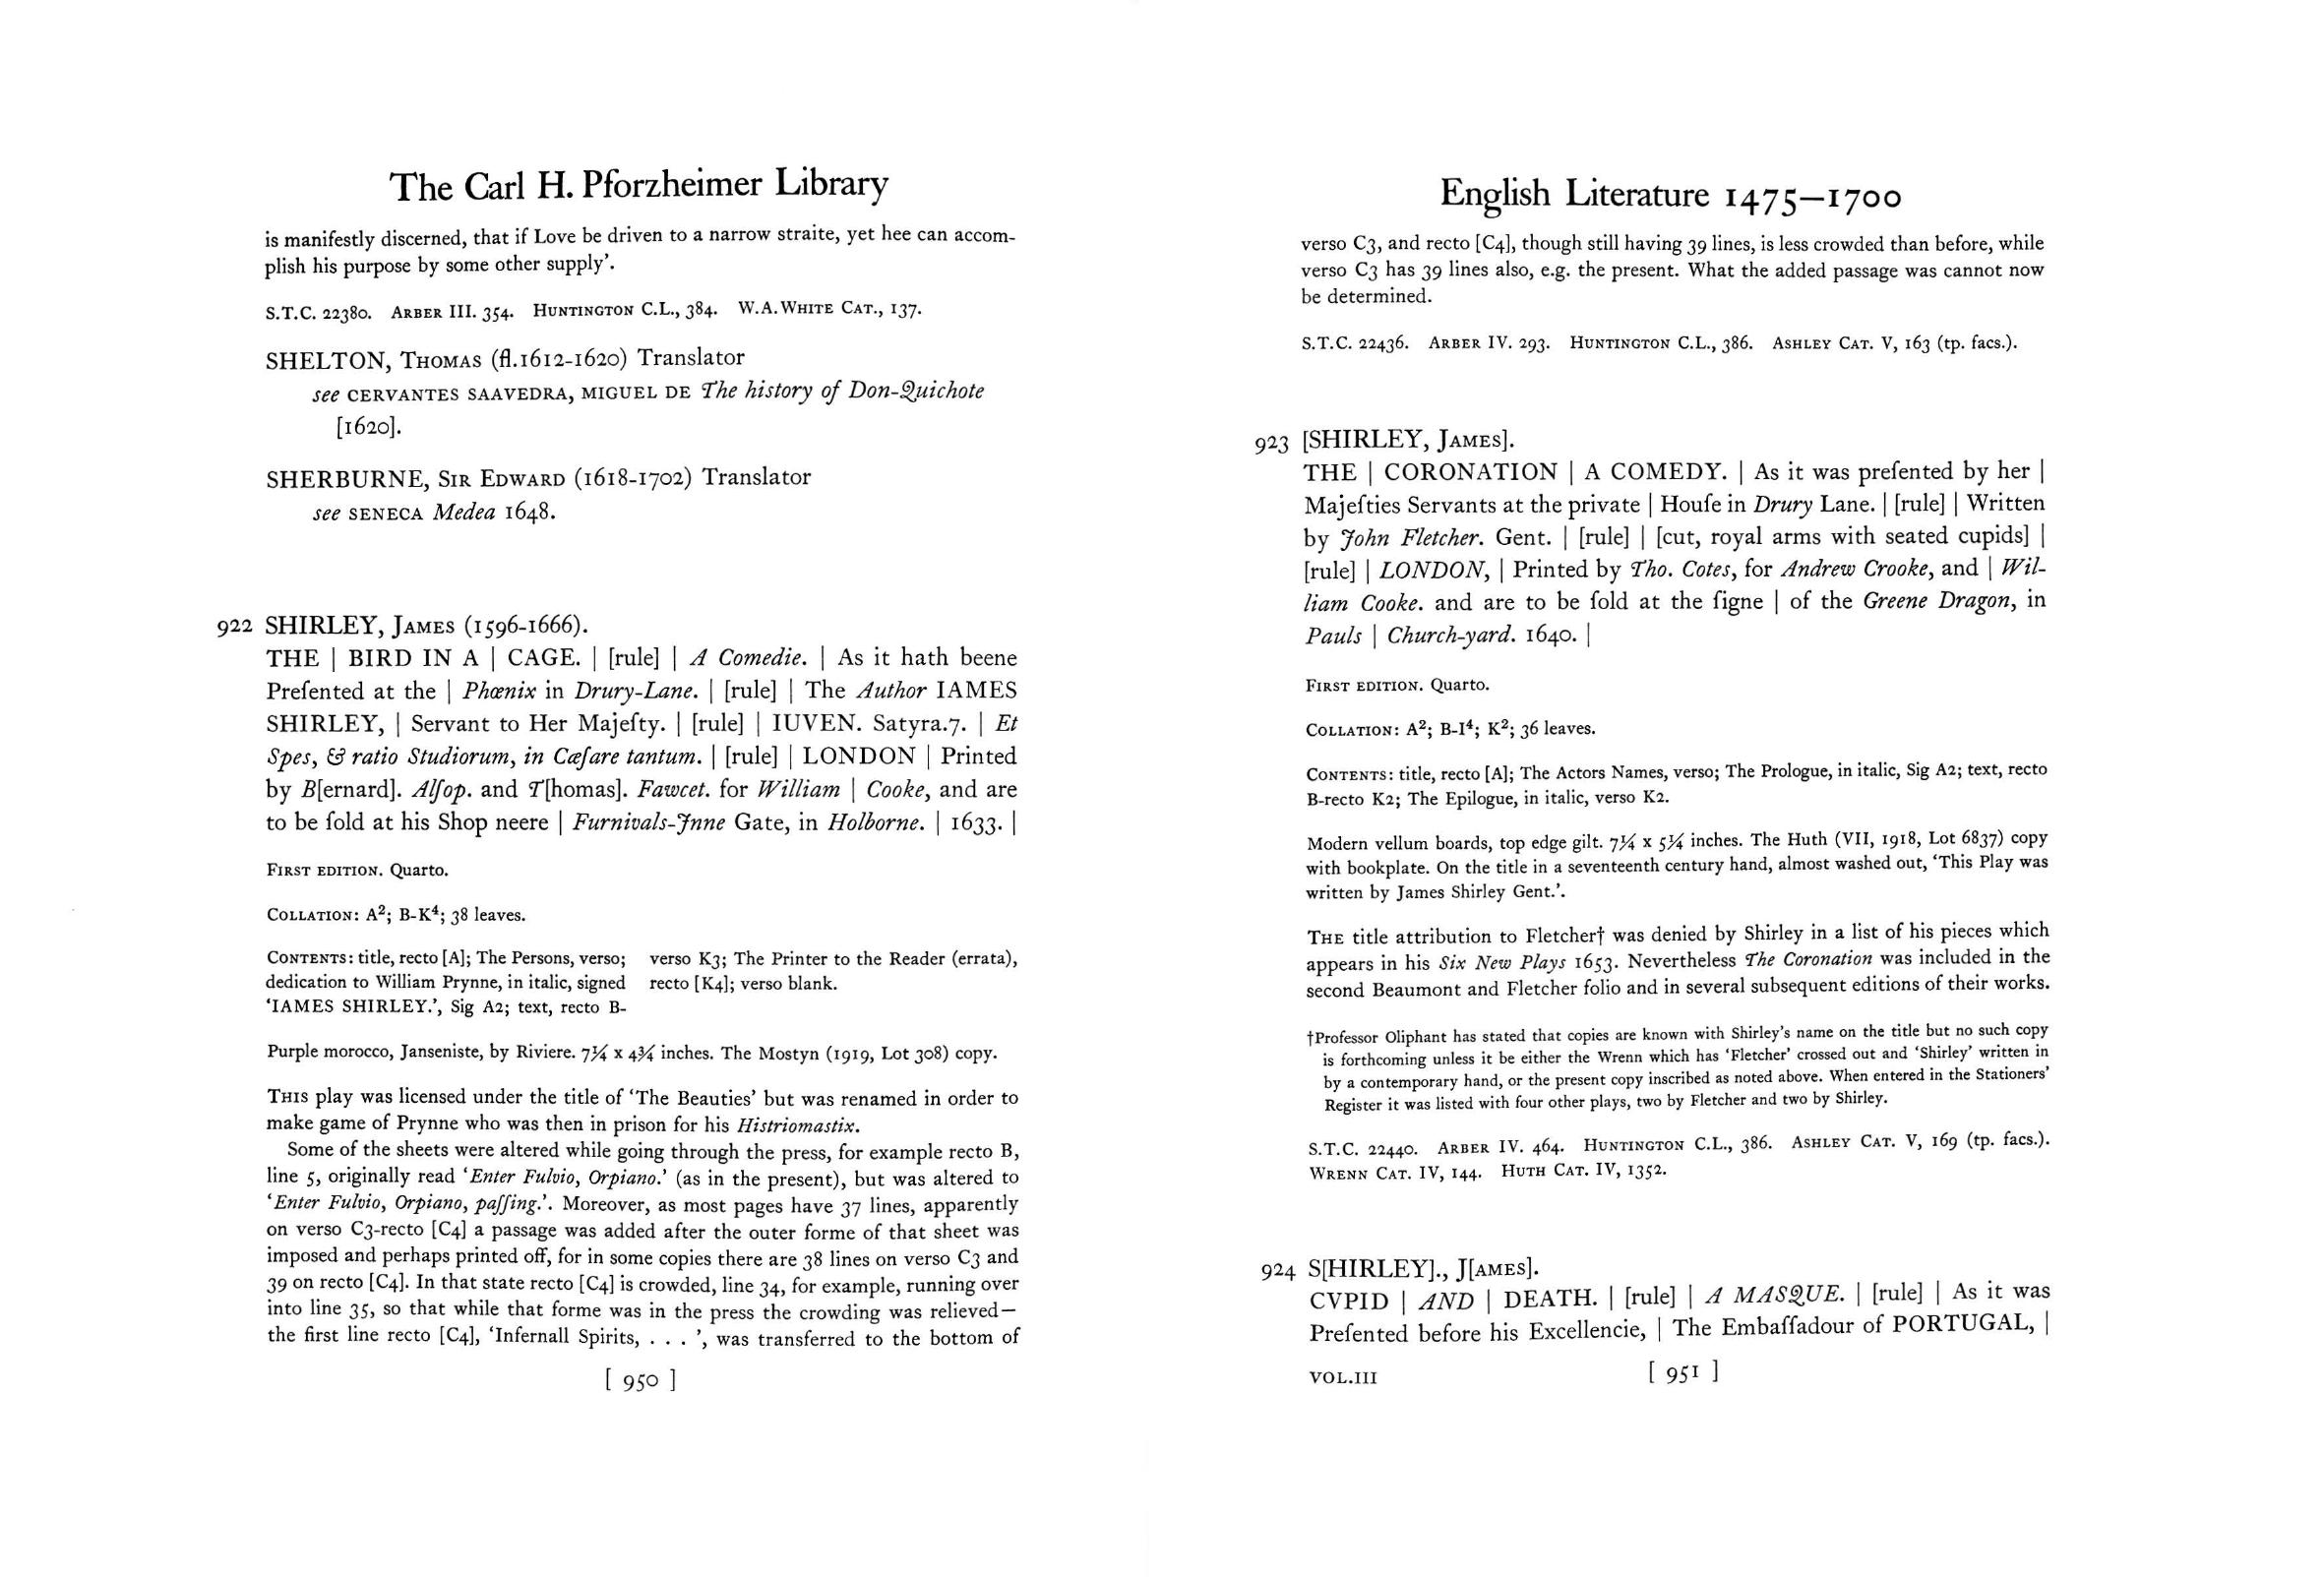 The Carl H. Pforzheimer Library
is manifestly discerned, that if Love be driven to a narrow straite, yet hee can accom-
plish his purpose by some other supply’.
S.T.C. 22380. Arber III. 354. Huntington C.L., 384. W.A.White Cat., 137.
SHELTON, Thomas (fl.1612-1620) Translator
see CERVANTES SAAVEDRA, MIGUEL DE The history of Don-Quichote
[1620].
SHERBURNE, Sir Edward (1618-1702) Translator
see SENECA Medea 1648.
922 SHIRLEY, James (1596-1666).
THE | BIRD IN A | CAGE. | [rule] | A Comedie. | As it hath beene
Preſented at the | Phœnix in Drury-Lane. | [rule] | The Author IAMES
SHIRLEY, | Servant to Her Majeſty. | [rule] | IUVEN. Satyra.7. | Et
Spes, & ratio Studiorum, in Cæſare tantum. | [rule] | LONDON | Printed
by B[ernard]. Alſop. and T[homas]. Fawcet. for William | Cooke, and are
to be ſold at his Shop neere | Furnivals-Jnne Gate, in Holborne. | 1633. |
First edition. Quarto.
Collation: A²; B-K⁴; 38 leaves.
Contents: title, recto [A]; The Persons, verso;
dedication to William Prynne, in italic, signed
‘IAMES SHIRLEY.’, Sig A2; text, recto B-
verso K3; The Printer to the Reader (errata),
recto [K4]; verso blank.
Purple morocco, Janseniste, by Riviere. 7¼ x 4¾ inches. The Mostyn (1919, Lot 308) copy.
This play was licensed under the title of ‘The Beauties’ but was renamed in order to
make game of Prynne who was then in prison for his Histriomastix.
Some of the sheets were altered while going through the press, for example recto B,
line 5, originally read ‘Enter Fulvio, Orpiano.’ (as in the present), but was altered to
‘Enter Fulvio, Orpiano, paſſing.’. Moreover, as most pages have 37 lines, apparently
on verso C3-recto [C4] a passage was added after the outer forme of that sheet was
imposed and perhaps printed off, for in some copies there are 38 lines on verso C3 and
39 on recto [C4]. In that state recto [C4] is crowded, line 34, for example, running over
into line 35, so that while that forme was in the press the crowding was relieved—
the first line recto [C4], ‘Infernall Spirits, . . . ’, was transferred to the bottom of
[ 950 ]
English Literature 1475–1700
verso C3, and recto [C4], though still having 39 lines, is less crowded than before, while
verso C3 has 39 lines also, e.g. the present. What the added passage was cannot now
be determined.
S.T.C. 22436. Arber IV. 293. Huntington C.L., 386. Ashley Cat. V, 163 (tp. facs.).
923 [SHIRLEY, James].
THE | CORONATION | A COMEDY. | As it was preſented by her |
Majeſties Servants at the private | Houſe in Drury Lane. | [rule] | Written
by John Fletcher. Gent. | [rule] | [cut, royal arms with seated cupids] |
[rule] | LONDON, | Printed by Tho. Cotes, for Andrew Crooke, and | Wil-
liam Cooke. and are to be ſold at the ſigne | of the Greene Dragon, in
Pauls | Church-yard. 1640. |
First edition. Quarto.
Collation: A²; B-I⁴; K²; 36 leaves.
Contents: title, recto [A]; The Actors Names, verso; The Prologue, in italic, Sig A2; text, recto
B-recto K2; The Epilogue, in italic, verso K2.
Modern vellum boards, top edge gilt. 7¼ x 5¼ inches. The Huth (VII, 1918, Lot 6837) copy
with bookplate. On the title in a seventeenth century hand, almost washed out, ‘This Play was
written by James Shirley Gent.’.
The title attribution to Fletcher† was denied by Shirley in a list of his pieces which
appears in his Six New Plays 1653. Nevertheless The Coronation was included in the
second Beaumont and Fletcher folio and in several subsequent editions of their works.
†Professor Oliphant has stated that copies are known with Shirley’s name on the title but no such copy
is forthcoming unless it be either the Wrenn which has ‘Fletcher’ crossed out and ‘Shirley’ written in
by a contemporary hand, or the present copy inscribed as noted above. When entered in the Stationers’
Register it was listed with four other plays, two by Fletcher and two by Shirley.
S.T.C. 22440. Arber IV. 464. Huntington C.L., 386. Ashley Cat. V, 169 (tp. facs.).
Wrenn Cat. IV, 144. Huth Cat. IV, 1352.
924 S[HIRLEY]., J[ames].
CVPID | AND | DEATH. | [rule] | A MASQUE. | [rule] | As it was
Preſented before his Excellencie, | The Embaſſadour of PORTUGAL, |
VOL.III
[ 951 ]